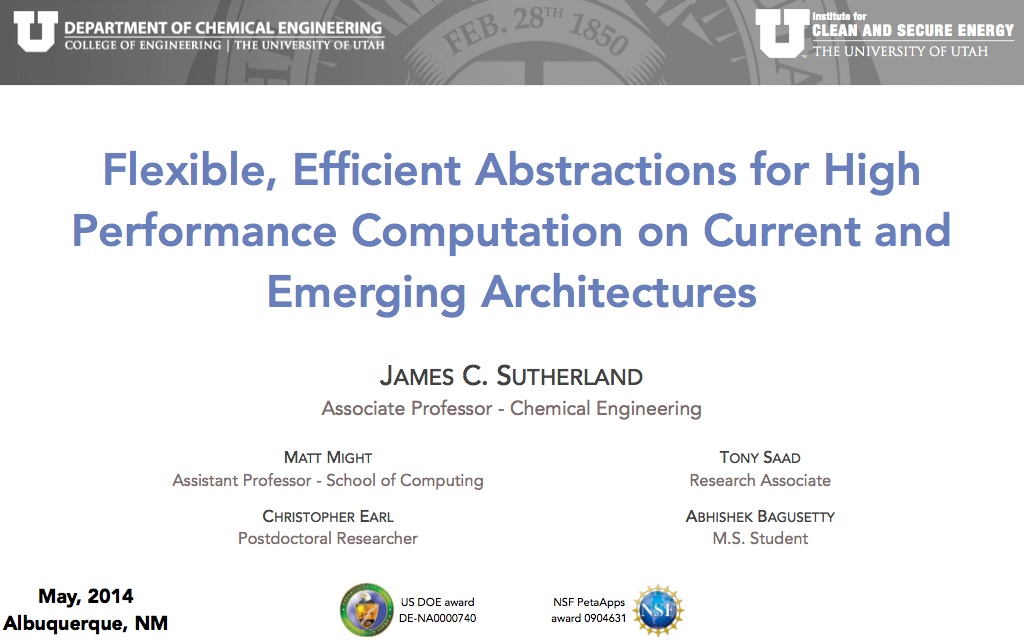 DEPARTMENT OF CHEMICAL ENGINEERING
COLLEGE OF ENGINEERING | THE UNIVERSITY OF UTAH
FEB. 28TH 1850
Institute for
CLEAN AND SECURE ENERGY
THE UNIVERSITY OF UTAH
Flexible, Efficient Abstractions for High
Performance Computation on Current and
Emerging Architectures
JAMES C. SUTHERLAND
Associate Professor - Chemical Engineering
MATT MIGHT
Assistant Professor - School of Computing
TONY SAAD
Research Associate
CHRISTOPHER EARL
Postdoctoral Researcher
ABHISHEK BAGUSETTY
M.S. Student
May, 2014
Albuquerque, NM
US DOE award
DE-NA0000740
NSF PetaApps
award 0904631
NSF